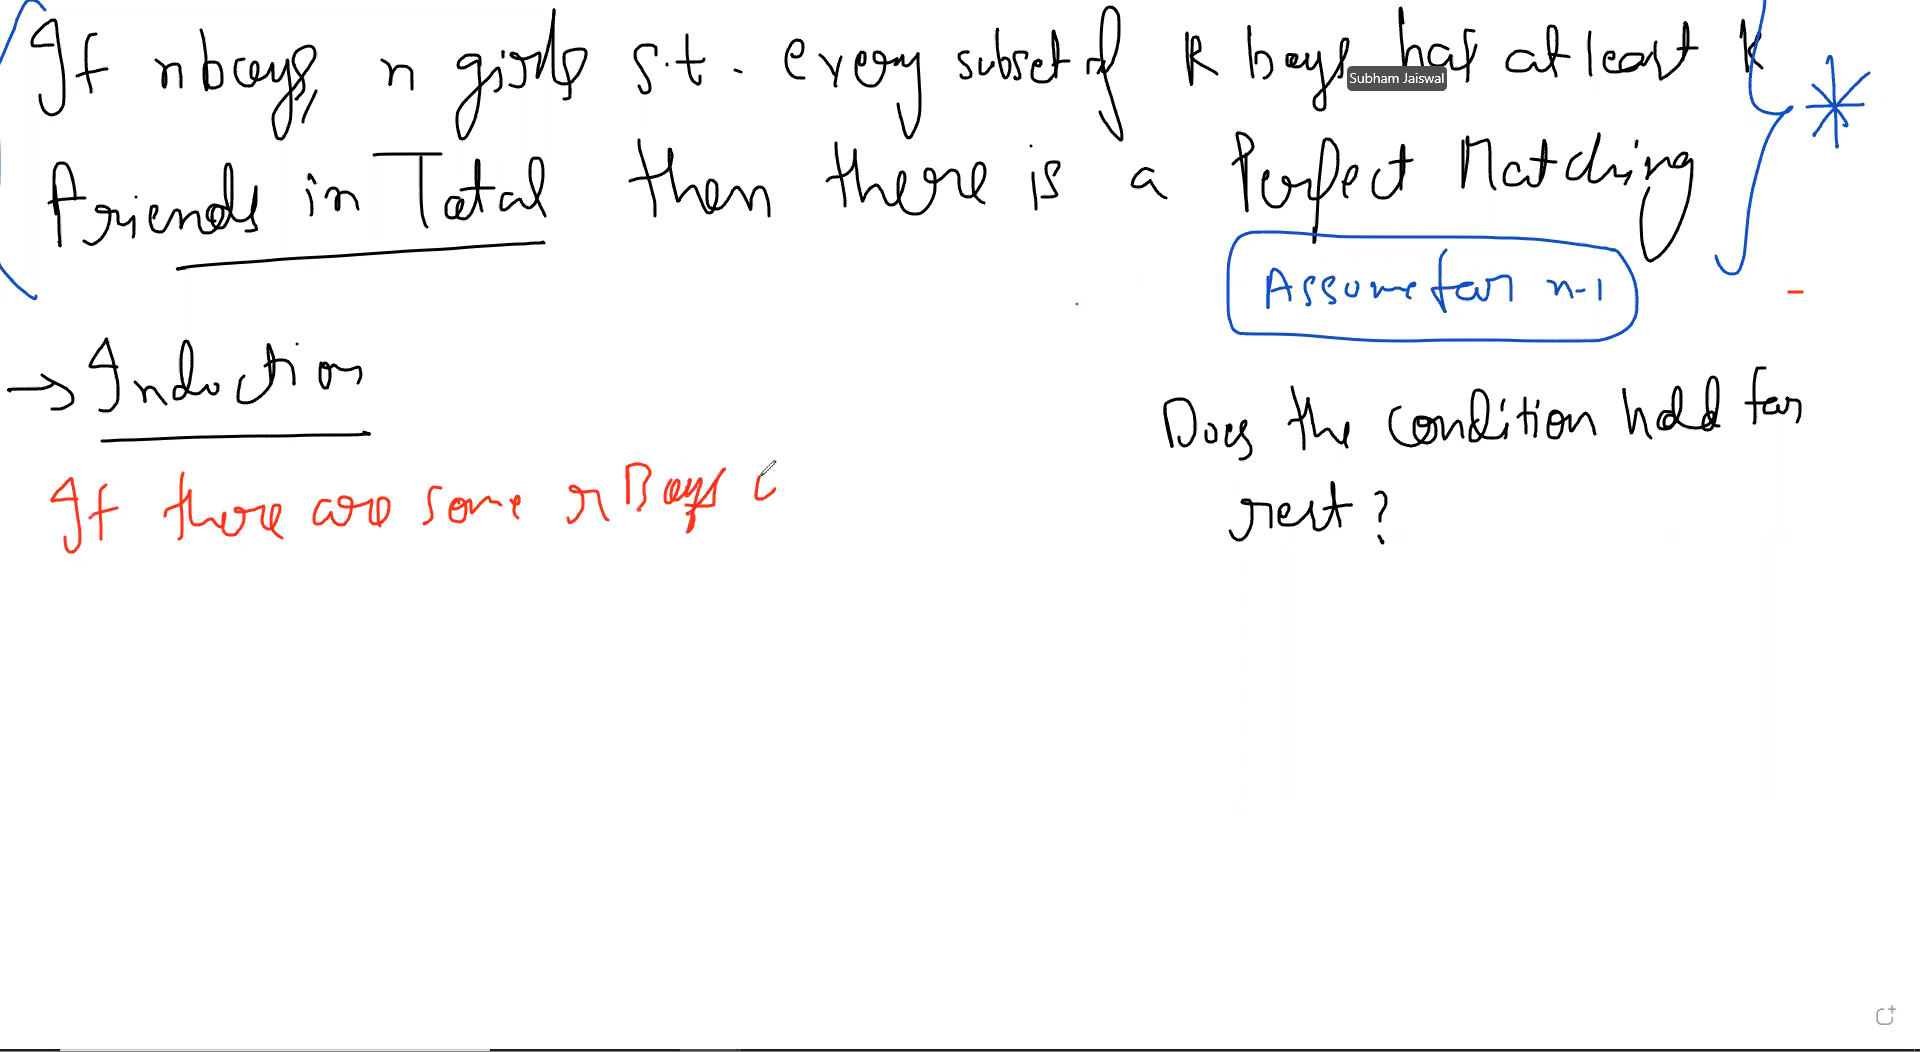 If n boys, n girls s.t. every subset of k boys has at least k
Subham Jaiswal
friends in Total then there is a Perfect Matching
Assume for n-1
→ Induction
Does the condition hold for
rest?
If there are some r Boys